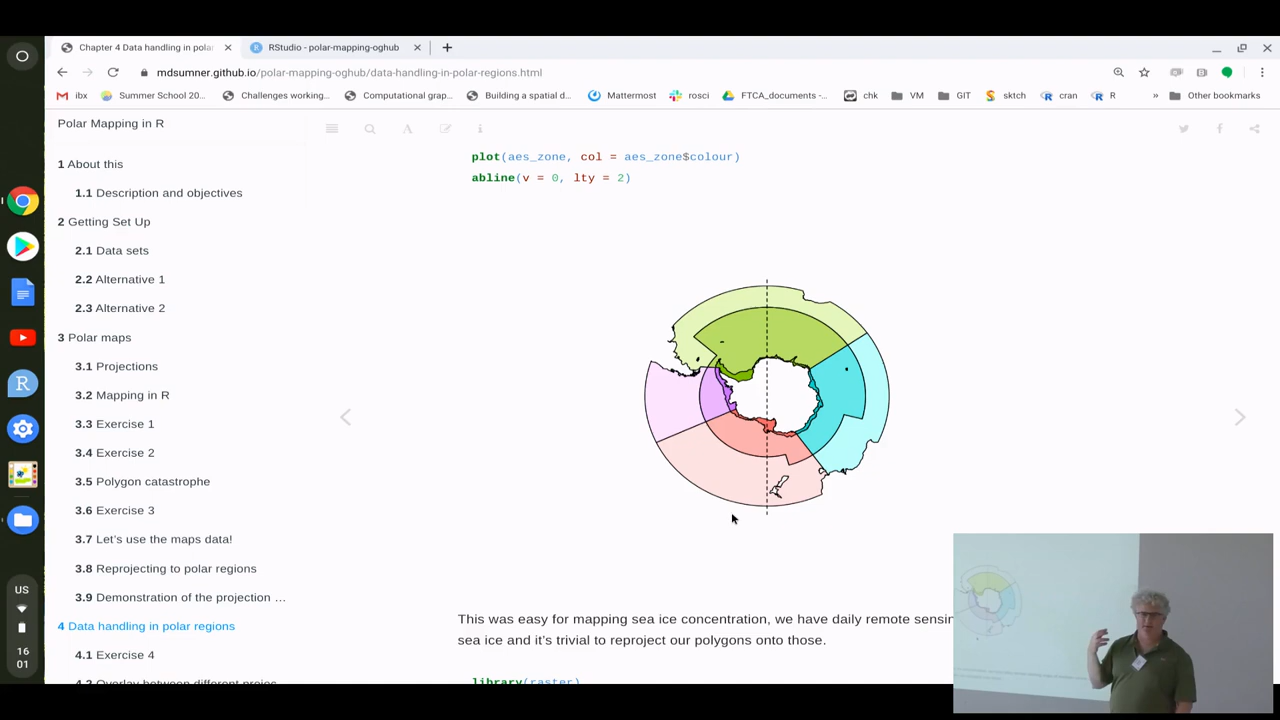 Chapter 4 Data handling in pola
RStudio - polar-mapping-oghub
mdsumner.github.io/polar-mapping-oghub/data-handling-in-polar-regions.html
ibx
Summer School 20...
Challenges working...
Computational grap...
Building a spatial d...
Mattermost
rosci
FTCA_documents -...
chk
VM
GIT
sktch
cran
R
»
Other bookmarks
Polar Mapping in R
1 About this
1.1 Description and objectives
2 Getting Set Up
2.1 Data sets
2.2 Alternative 1
2.3 Alternative 2
3 Polar maps
3.1 Projections
3.2 Mapping in R
3.3 Exercise 1
3.4 Exercise 2
3.5 Polygon catastrophe
3.6 Exercise 3
3.7 Let's use the maps data!
3.8 Reprojecting to polar regions
3.9 Demonstration of the projection ...
4 Data handling in polar regions
4.1 Exercise 4
4.2 Overlay between different projec
plot(aes_zone, col = aes_zone$colour)
abline(v = 0, lty = 2)
This was easy for mapping sea ice concentration, we have daily remote sensin
sea ice and it's trivial to reproject our polygons onto those.
library(raster)
US
16
01